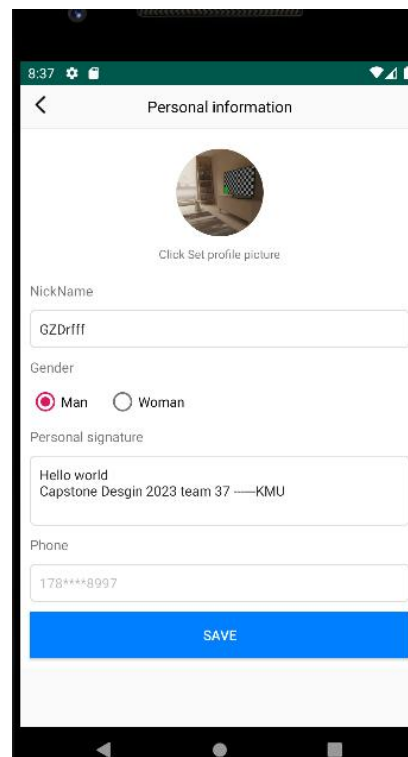 8:37
Personal information
Click Set profile picture
NickName
GZDrfff
Gender
Man
Woman
Personal signature
Hello world
Capstone Desgin 2023 team 37 -----KMU
Phone
178****8997
SAVE